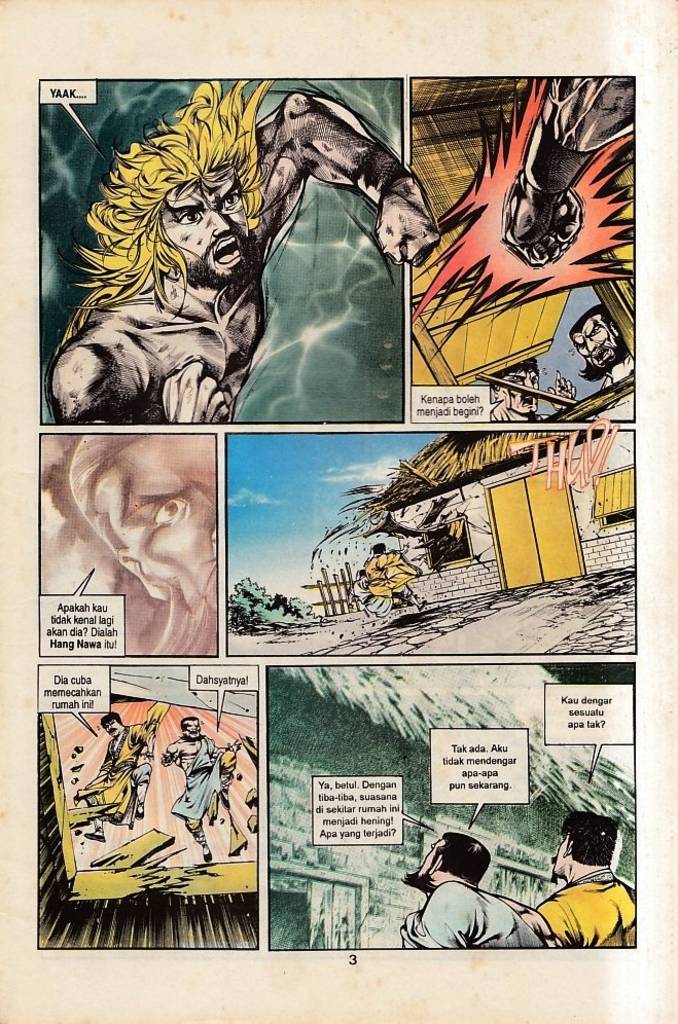 YAAK....
Kenapa boleh
menjadi begini?
Apakah kau
tidak kenal lagi
akan dia? Dialah
Hang Nawa itu!
THUD!
Dia cuba
memecahkan
rumah ini!
Dahsyatnya!
Kau dengar
sesuatu
apa tak?
Tak ada. Aku
tidak mendengar
apa-apa
pun sekarang.
Ya, betul. Dengan
tiba-tiba, suasana
di sekitar rumah ini
menjadi hening!
Apa yang terjadi?
3